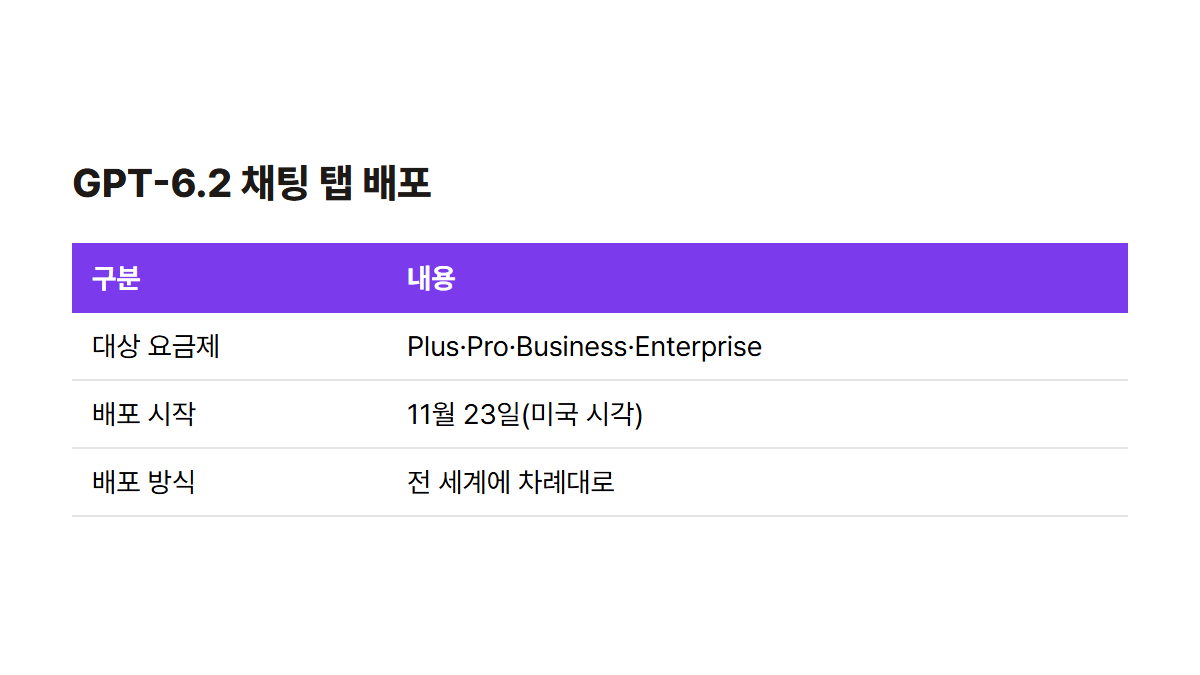 GPT-6.2 채팅 탭 배포
구분 내용
대상 요금제 Plus·Pro·Business·Enterprise
배포 시작 11월 23일(미국 시각)
배포 방식 전 세계에 차례대로